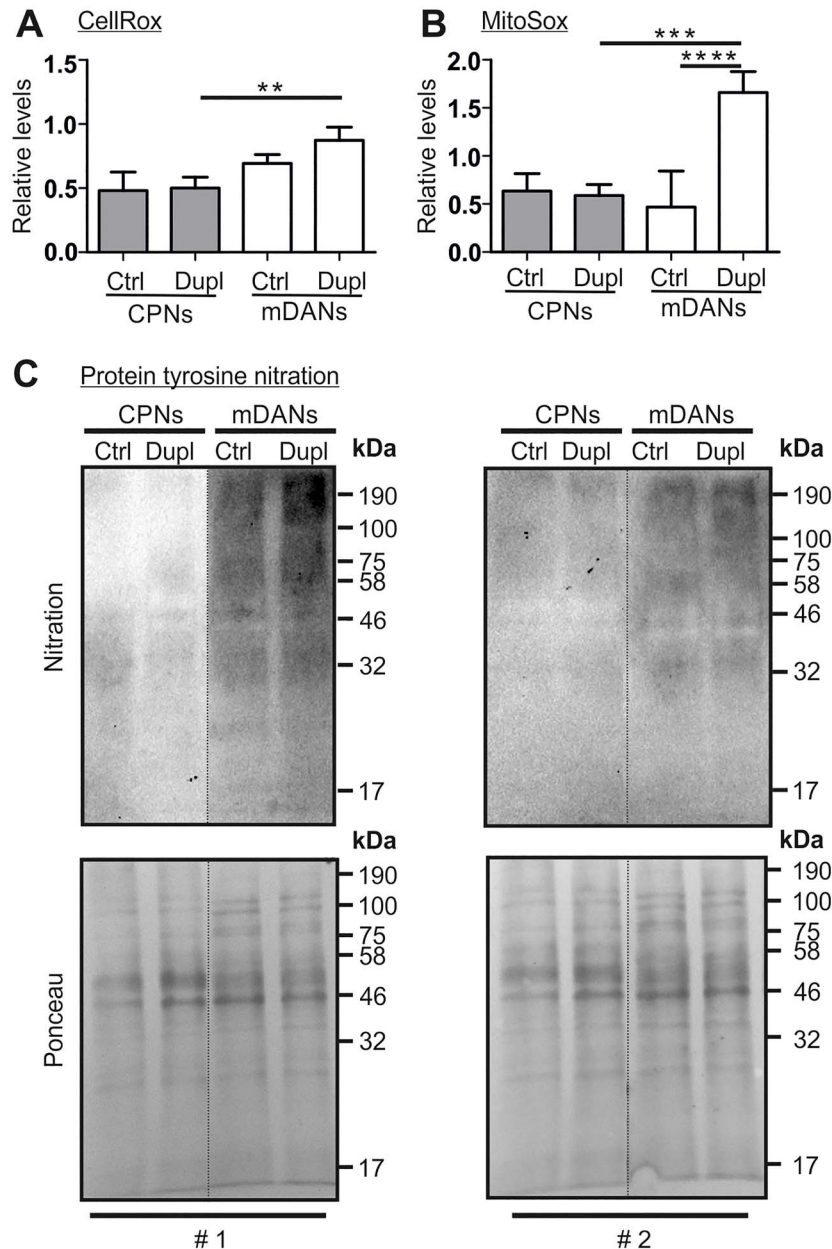 A CellRox
Relative levels
1.5
1.0
0.5
0.0
**
Ctrl Dupl Ctrl Dupl
CPNs mDANs
B MitoSox
Relative levels
2.0
1.5
1.0
0.5
0.0
***
****
Ctrl Dupl Ctrl Dupl
CPNs mDANs
C Protein tyrosine nitration
CPNs mDANs
Ctrl Dupl Ctrl Dupl kDa
Nitration
190
100
75
58
46
32
17
CPNs mDANs
Ctrl Dupl Ctrl Dupl kDa
190
100
75
58
46
32
17
kDa
Ponceau
190
100
75
58
46
32
17
# 1
kDa
190
100
75
58
46
32
17
# 2